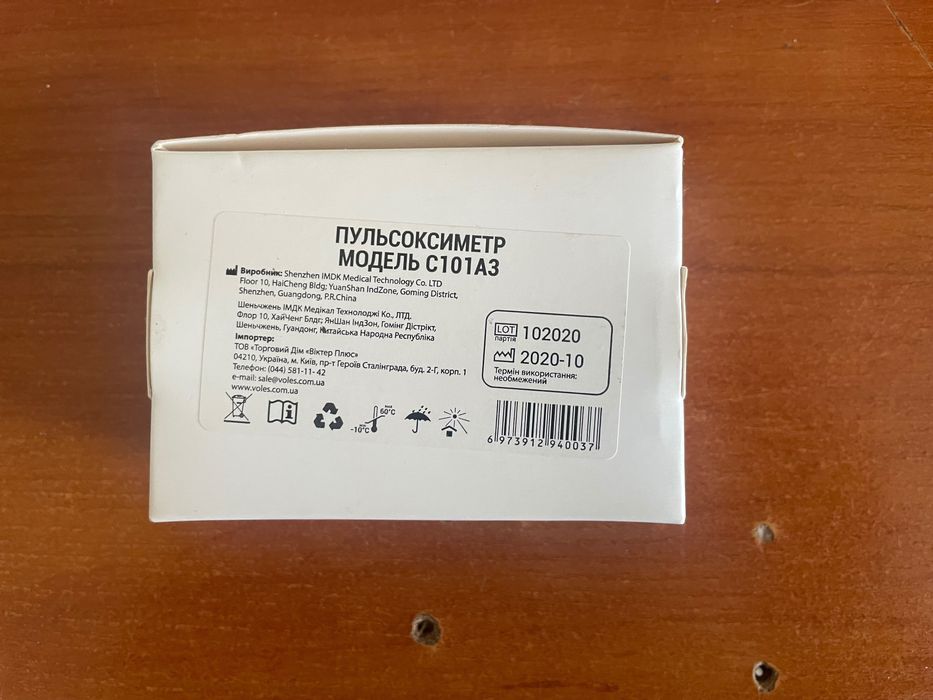 ПУЛЬСОКСИМЕТР
МОДЕЛЬ C101A3
Виробник: Shenzhen IMDK Medical Technology Co. LTD
Floor 10, HaiCheng Bldg; YuanShan IndZone, Goming District,
Shenzhen, Guangdong, P.R.China
Шеньчжень ІМДК Медікал Технолоджі Ко., ЛТД.
Флор 10, ХайЧенг Блдг; ЯнШан ІндЗон, Гомінг Дістрікт,
Шеньчжень, Гуандонг, Китайська Народна Республіка
Імпортер:
ТОВ «Торговий Дім «Віктер Плюс»
04210, Україна, м. Київ, пр-т Героїв Сталінграда, буд. 2-Г, корп. 1
Телефон: (044) 581-11- 42
e-mail: sale@voles.com.ua
www.voles.com.ua
LOT 102020
партія
2020-10
Термін використання:
необмежений
max
60°C
min
-10°C
6 973912 940037